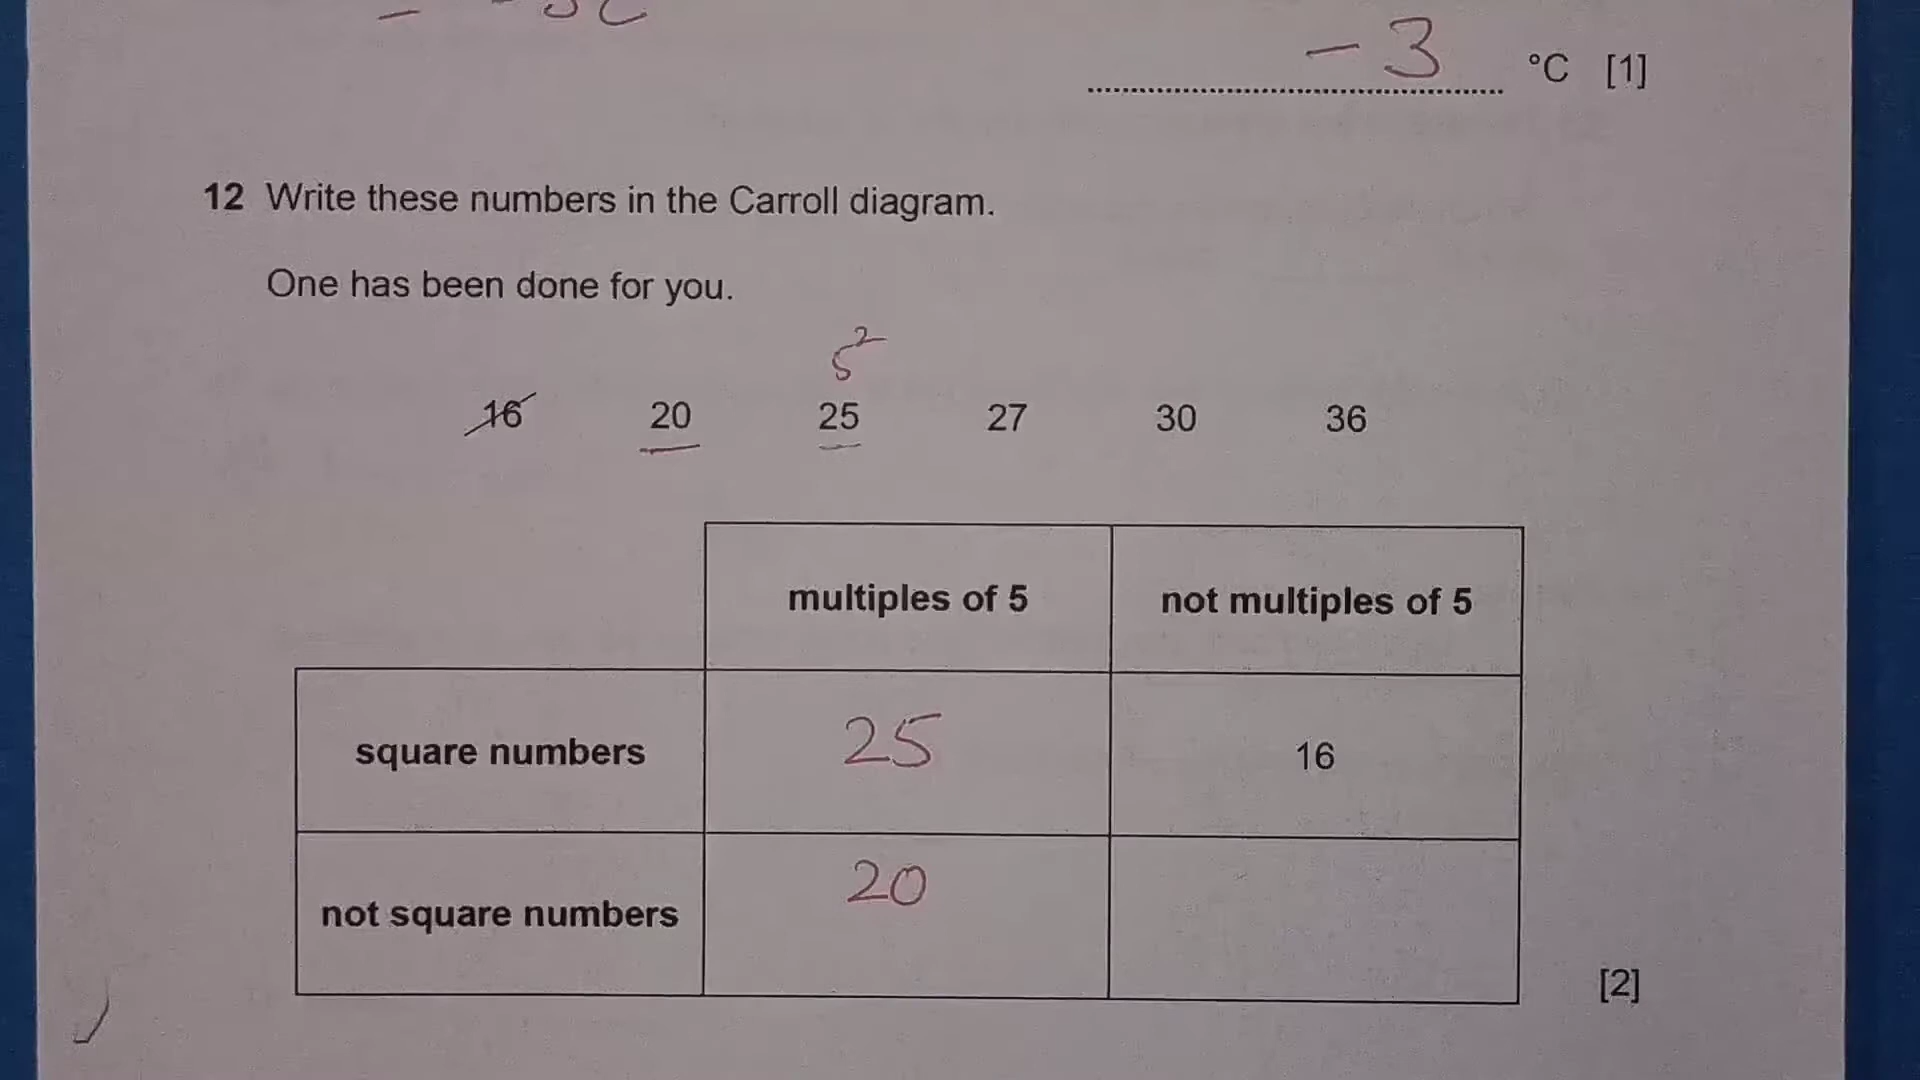 -3 °C [1]
12 Write these numbers in the Carroll diagram.
One has been done for you.
5²
16 20 25 27 30 36
multiples of 5 not multiples of 5
square numbers 25 16
not square numbers 20
[2]